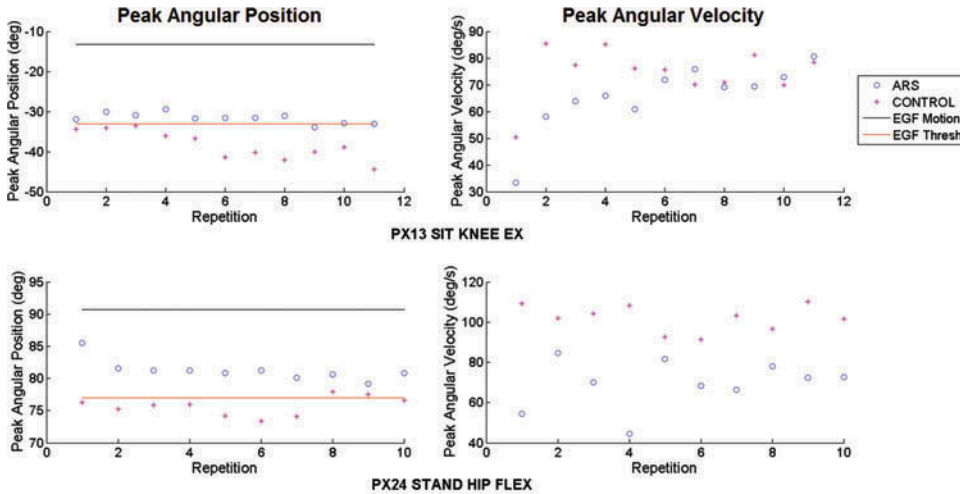 Peak Angular Position
Peak Angular Velocity
Peak Angular Position (deg)
-10
-20
-30
-40
-50
0 2 4 6 8 10 12
Repetition
Peak Angular Velocity (deg/s)
90
80
70
60
50
40
30
0 2 4 6 8 10 12
Repetition
ARS
CONTROL
EGF Motion
EGF Thresh
PX13 SIT KNEE EX
Peak Angular Position (deg)
95
90
85
80
75
70
0 2 4 6 8 10
Repetition
Peak Angular Velocity (deg/s)
120
100
80
60
40
0 2 4 6 8 10
Repetition
PX24 STAND HIP FLEX